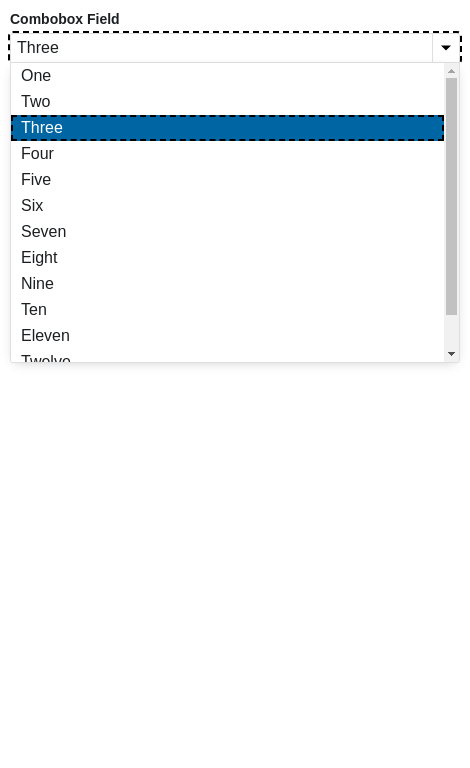 Combobox Field
Three
One
Two
Three
Four
Five
Six
Seven
Eight
Nine
Ten
Eleven
Twelve